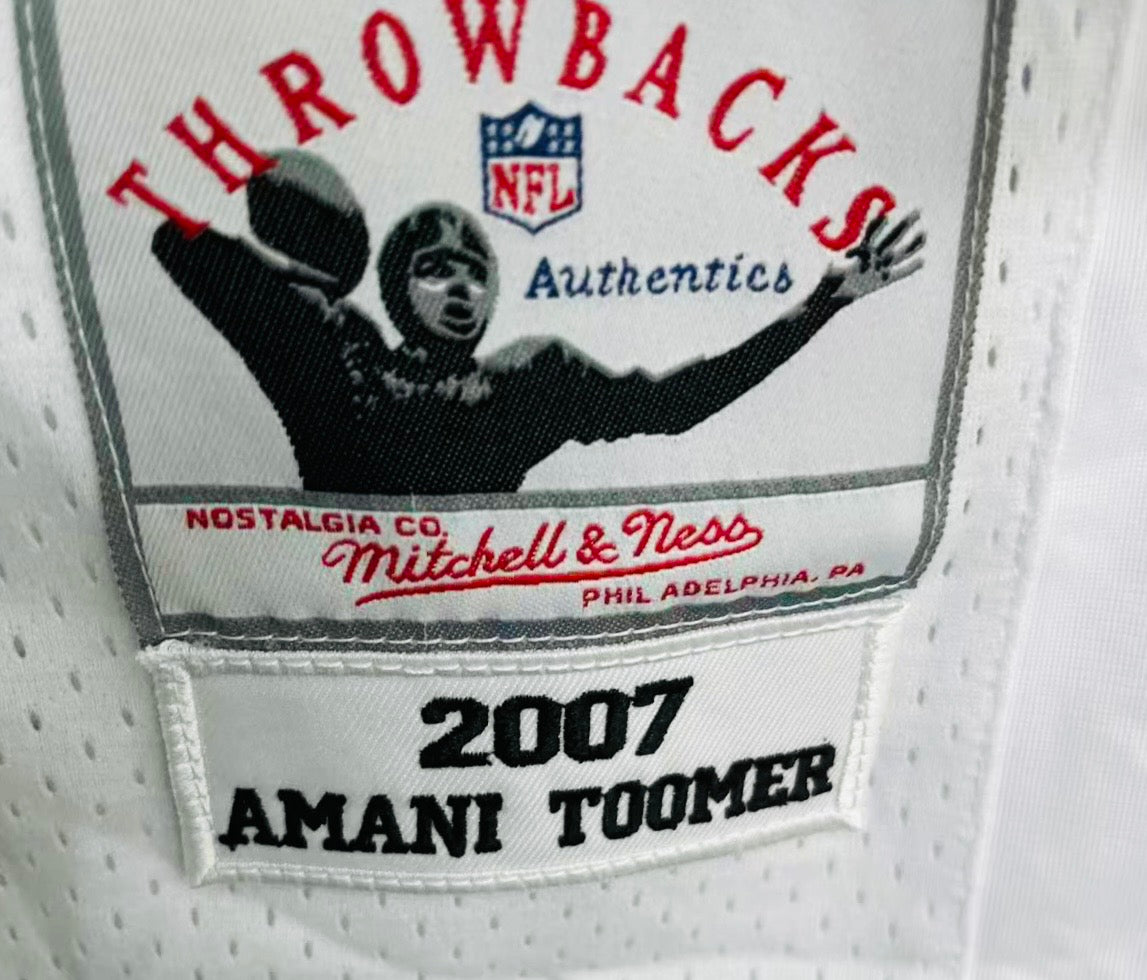 THROWBACKS
NFL
Authentics
NOSTALGIA CO.
Mitchell & Ness
PHILADELPHIA, PA
2007
AMANI TOOMER